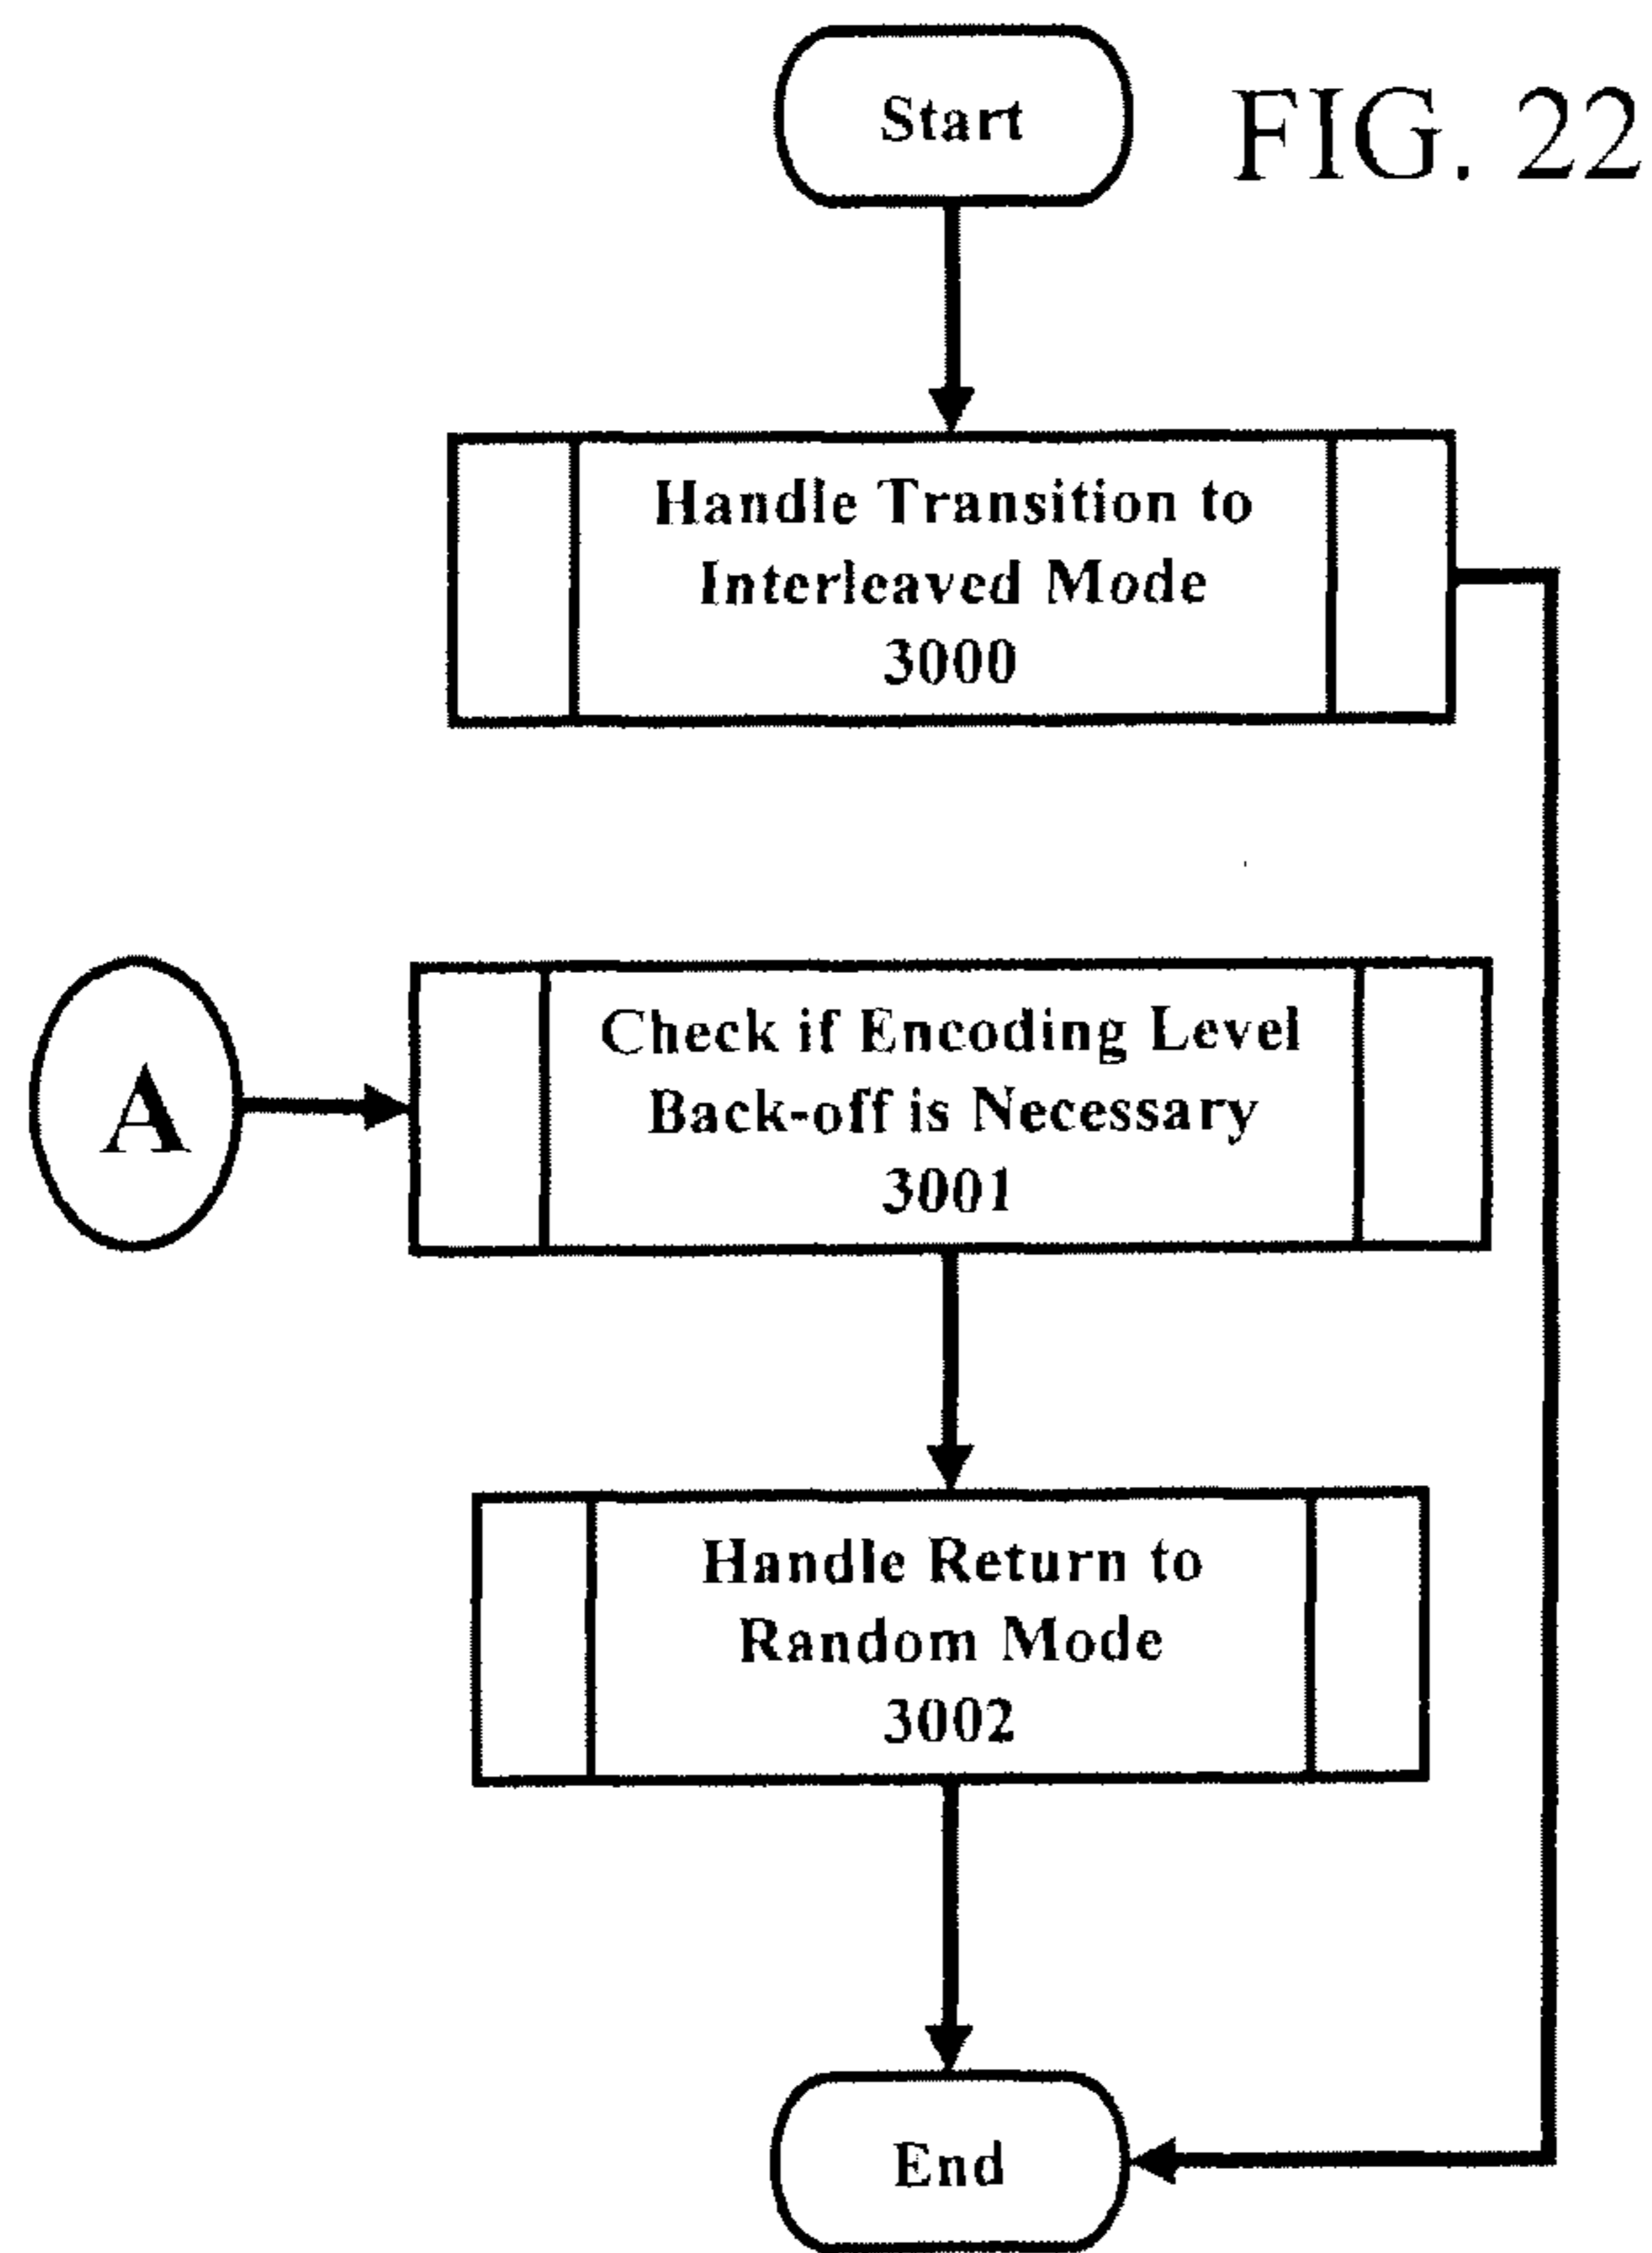 Start
FIG. 22
Handle Transition to
Interleaved Mode
3000
A
Check if Encoding Level
Back-off is Necessary
3001
Handle Return to
Random Mode
3002
End